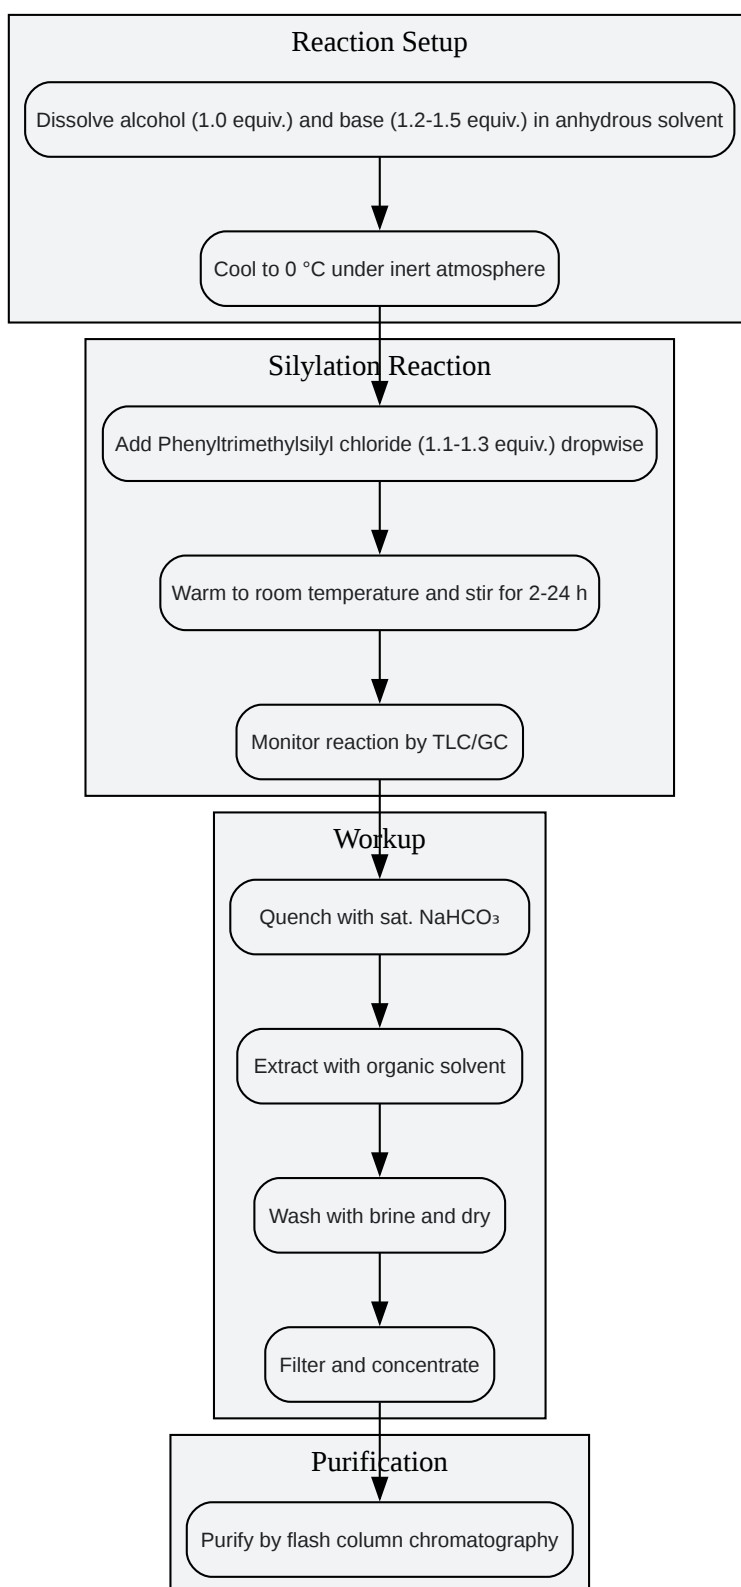 Reaction Setup
Dissolve alcohol (1.0 equiv.) and base (1.2-1.5 equiv.) in anhydrous solvent
Cool to 0 °C under inert atmosphere
Silylation Reaction
Add Phenyltrimethylsilyl chloride (1.1-1.3 equiv.) dropwise
Warm to room temperature and stir for 2-24 h
Monitor reaction by TLC/GC
Workup
Quench with sat. NaHCO₃
Extract with organic solvent
Wash with brine and dry
Filter and concentrate
Purification
Purify by flash column chromatography